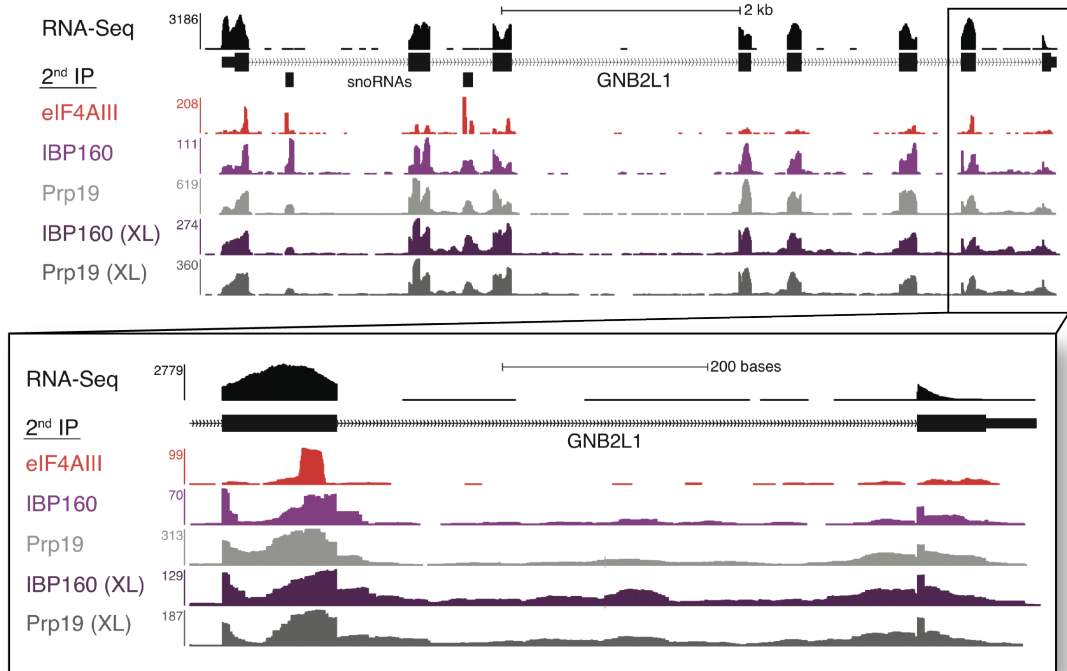 2 kb
3186
RNA-Seq
2nd IP
snoRNAs
GNB2L1
208
eIF4AIII
111
IBP160
619
Prp19
274
IBP160 (XL)
360
Prp19 (XL)
2779
200 bases
RNA-Seq
2nd IP
GNB2L1
99
eIF4AIII
70
IBP160
313
Prp19
129
IBP160 (XL)
187
Prp19 (XL)